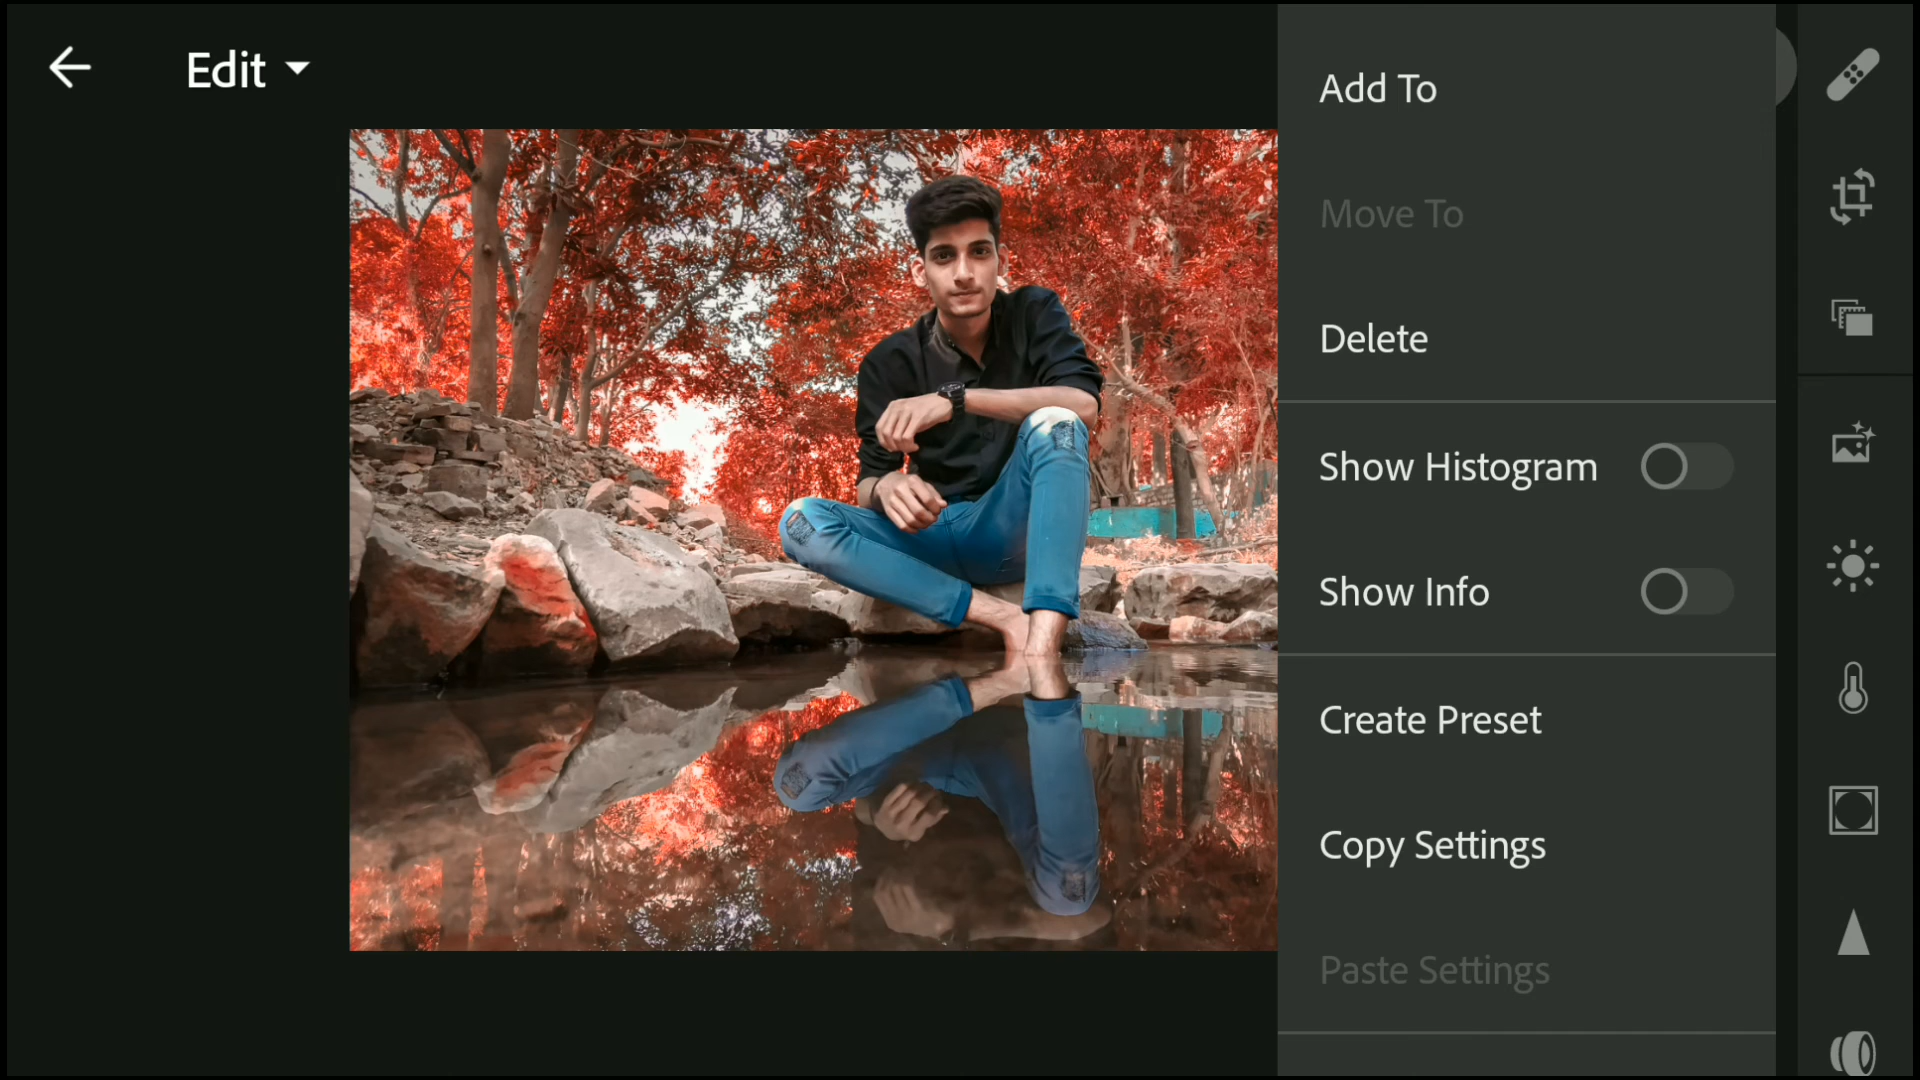 Edit
Add To
Move To
Delete
Show Histogram
Show Info
Create Preset
Copy Settings
Paste Settings